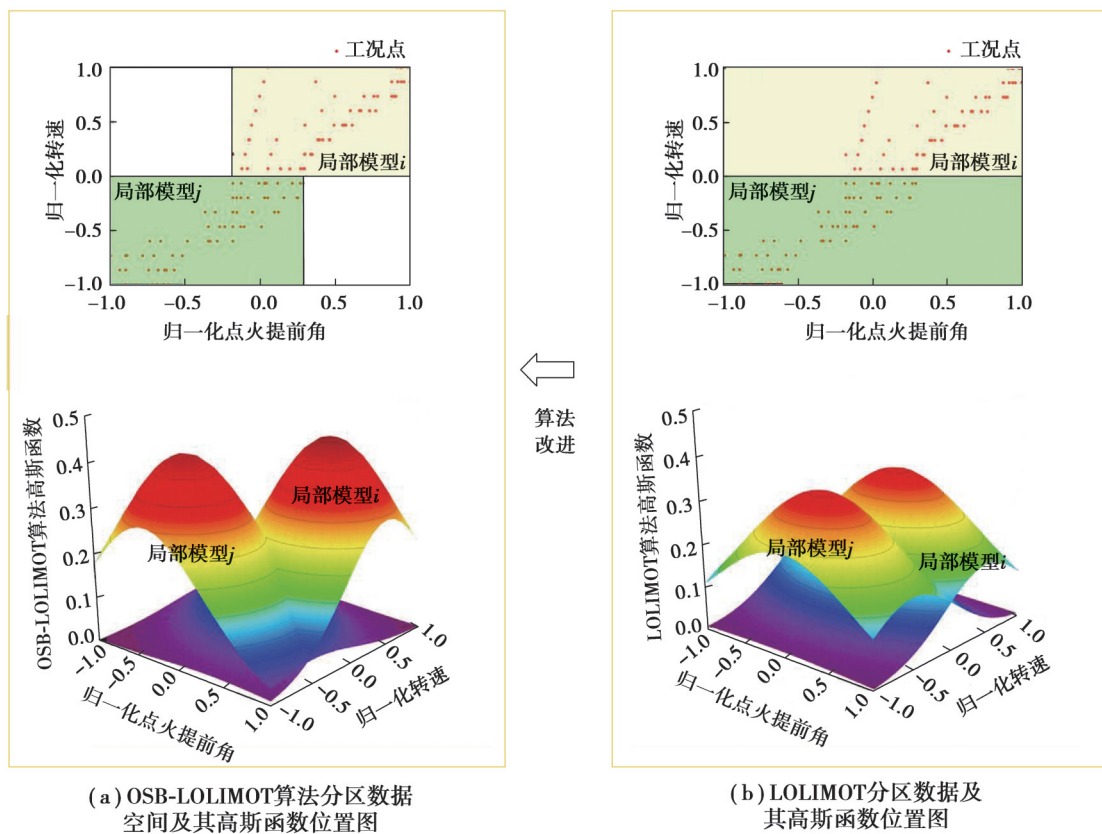 工况点
1.0
0.5
0.0
−0.5
−1.0
归一化转速
局部模型i
局部模型j
-1.0
-0.5
0.0
0.5
1.0
归一化点火提前角
0.5
0.4
0.3
0.2
0.1
0.0
OSB-LOLIMOT算法高斯函数
局部模型i
局部模型j
-1.0
-0.5
0.0
0.5
1.0
归一化点火提前角
-1.0
-0.5
0.0
0.5
1.0
归一化转速
(a) OSB-LOLIMOT算法分区数据
空间及其高斯函数位置图
算法
改进
工况点
1.0
0.5
0.0
−0.5
−1.0
归一化转速
局部模型i
局部模型j
-1.0
-0.5
0.0
0.5
1.0
归一化点火提前角
0.5
0.4
0.3
0.2
0.1
0.0
LOLIMOT算法高斯函数
局部模型j
局部模型i
-1.0
-0.5
0.0
0.5
1.0
归一化点火提前角
-1.0
-0.5
0.0
0.5
1.0
归一化转速
(b) LOLIMOT分区数据及
其高斯函数位置图